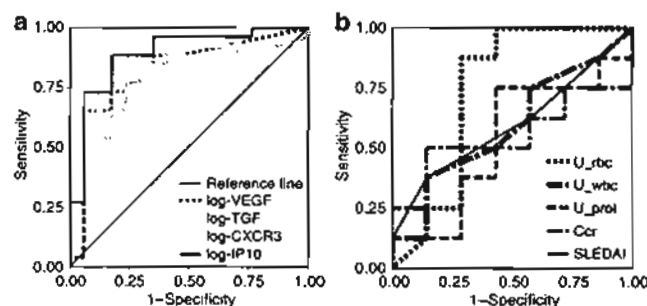 a
1.00
0.75
0.50
0.25
0.00
Sensitivity
0.00 0.25 0.50 0.75 1.00
1-Specificity
Reference line
log-VEGF
log-TGF
log-CXCR3
log-IP10
b
1.00
0.75
0.50
0.25
0.00
Sensitivity
0.00 0.25 0.50 0.75 1.00
1-Specificity
U_rbc
U_wbc
U_prol
Ccr
SLEDAI